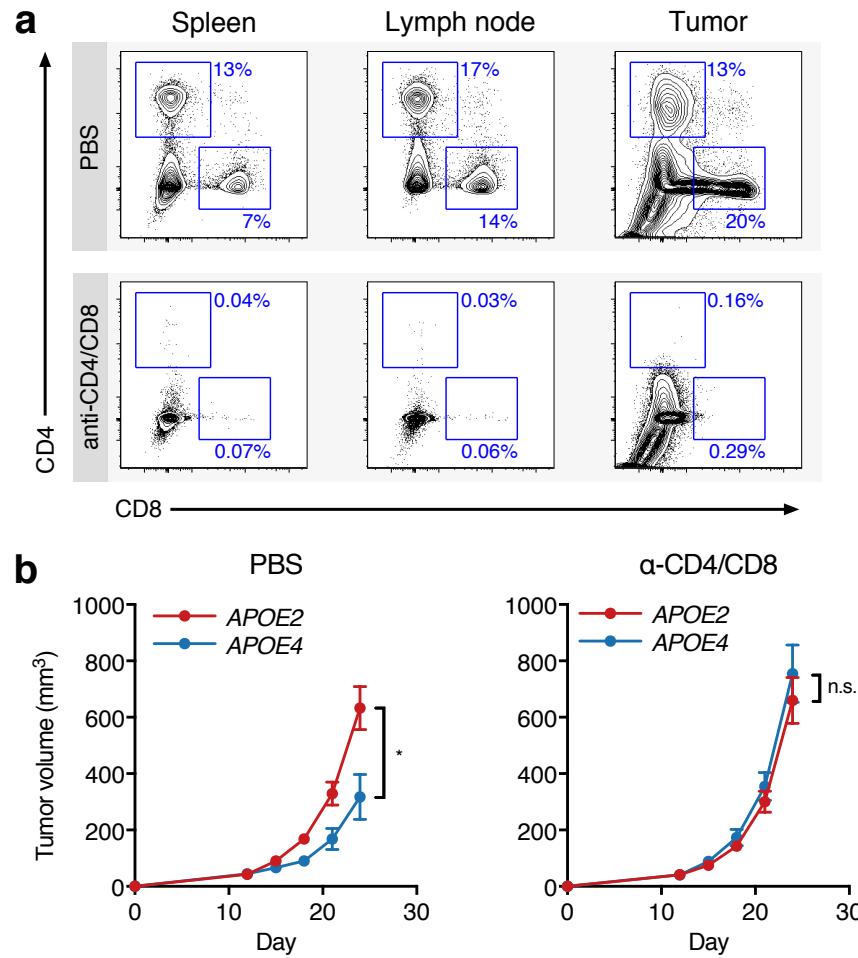 a
Spleen
Lymph node
Tumor
PBS
13%
17%
13%
7%
14%
20%
anti-CD4/CD8
0.04%
0.03%
0.16%
0.07%
0.06%
0.29%
CD4
CD8
b
PBS
α-CD4/CD8
1000
800
600
400
200
0
Tumor volume (mm³)
APOE2
APOE4
*
0
10
20
30
Day
1000
800
600
400
200
0
APOE2
APOE4
n.s.
0
10
20
30
Day